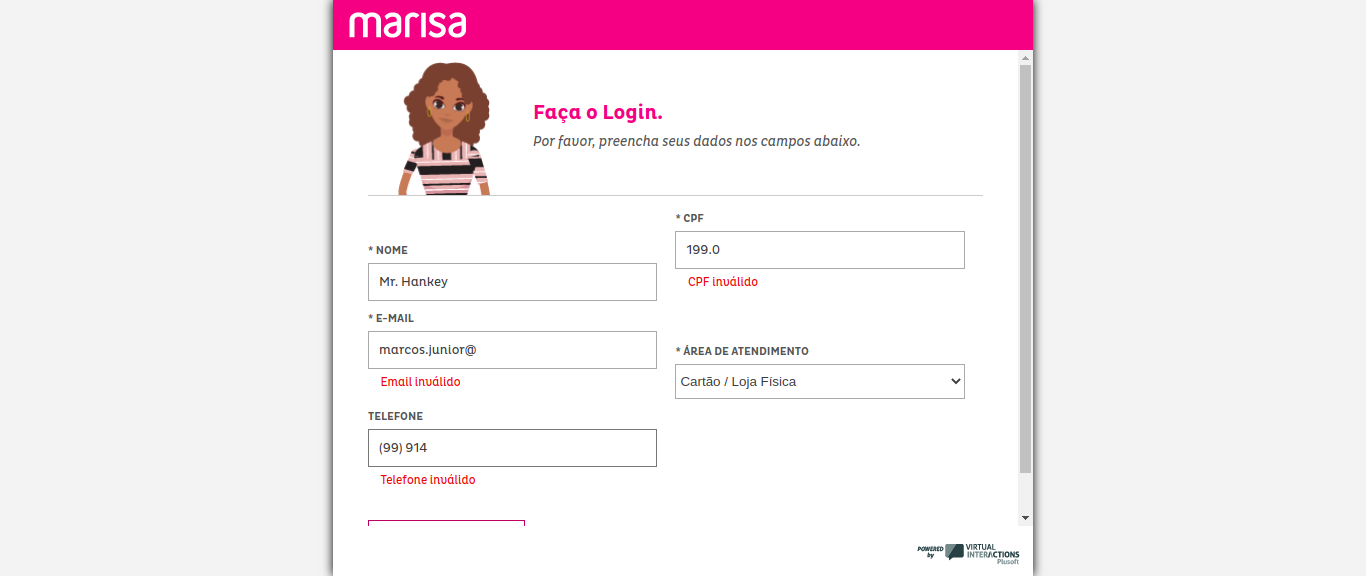 marisa
Faça o Login.
Por favor, preencha seus dados nos campos abaixo.
* NOME
Mr. Hankey
* CPF
199.0
CPF inválido
* E-MAIL
marcos.junior@
Email inválido
* ÁREA DE ATENDIMENTO
Cartão / Loja Física
TELEFONE
(99) 914
Telefone inválido
POWERED by
VIRTUAL INTERACTIONS
Plusoft